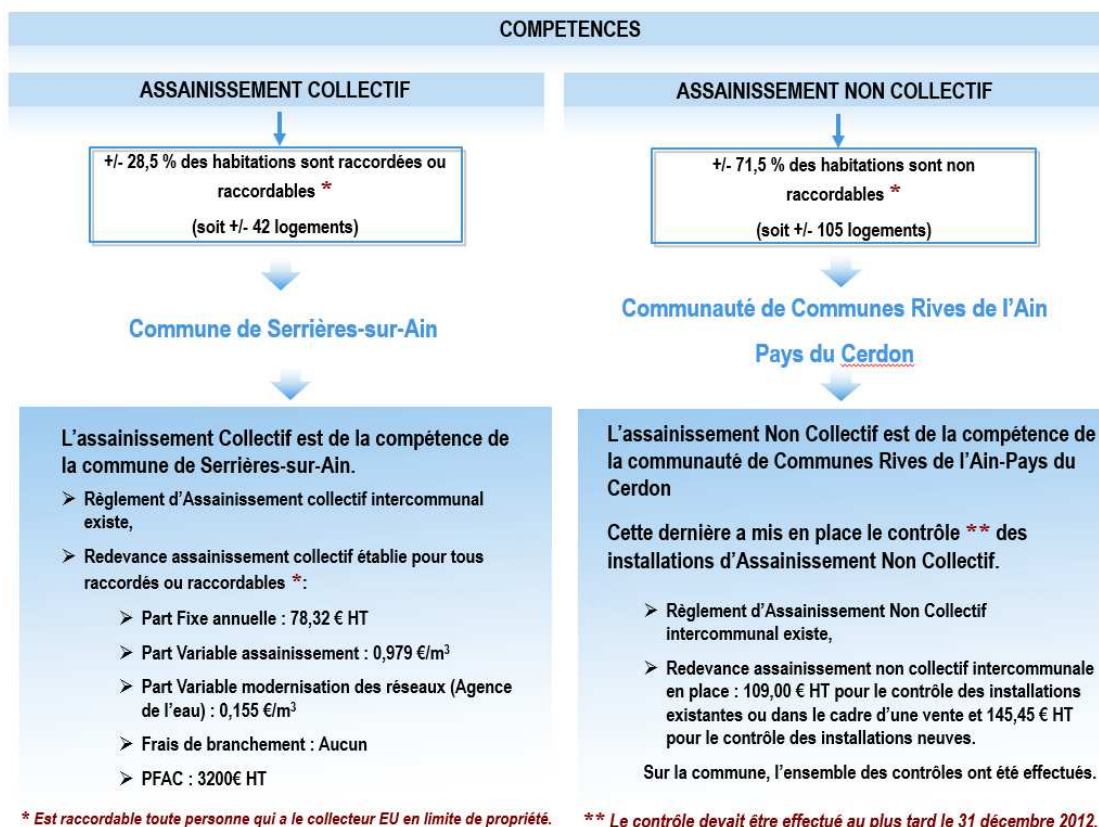 COMPETENCES
ASSAINISSEMENT COLLECTIF
+/- 28,5 % des habitations sont raccordées ou
raccordables *
(soit +/- 42 logements)
Commune de Serrières-sur-Ain
L'assainissement Collectif est de la compétence de
la commune de Serrières-sur-Ain.
➢ Règlement d'Assainissement collectif intercommunal
existe,
➢ Redevance assainissement collectif établie pour tous
raccordés ou raccordables *:
➢ Part Fixe annuelle : 78,32 € HT
➢ Part Variable assainissement : 0,979 €/m³
➢ Part Variable modernisation des réseaux (Agence
de l'eau) : 0,155 €/m³
➢ Frais de branchement : Aucun
➢ PFAC : 3200€ HT
* Est raccordable toute personne qui a le collecteur EU en limite de propriété.
ASSAINISSEMENT NON COLLECTIF
+/- 71,5 % des habitations sont non
raccordables *
(soit +/- 105 logements)
Communauté de Communes Rives de l'Ain
Pays du Cerdon
L'assainissement Non Collectif est de la compétence de
la communauté de Communes Rives de l'Ain-Pays du
Cerdon
Cette dernière a mis en place le contrôle ** des
installations d'Assainissement Non Collectif.
➢ Règlement d'Assainissement Non Collectif
intercommunal existe,
➢ Redevance assainissement non collectif intercommunale
en place : 109,00 € HT pour le contrôle des installations
existantes ou dans le cadre d'une vente et 145,45 € HT
pour le contrôle des installations neuves.
Sur la commune, l'ensemble des contrôles ont été effectués.
** Le contrôle devait être effectué au plus tard le 31 décembre 2012.